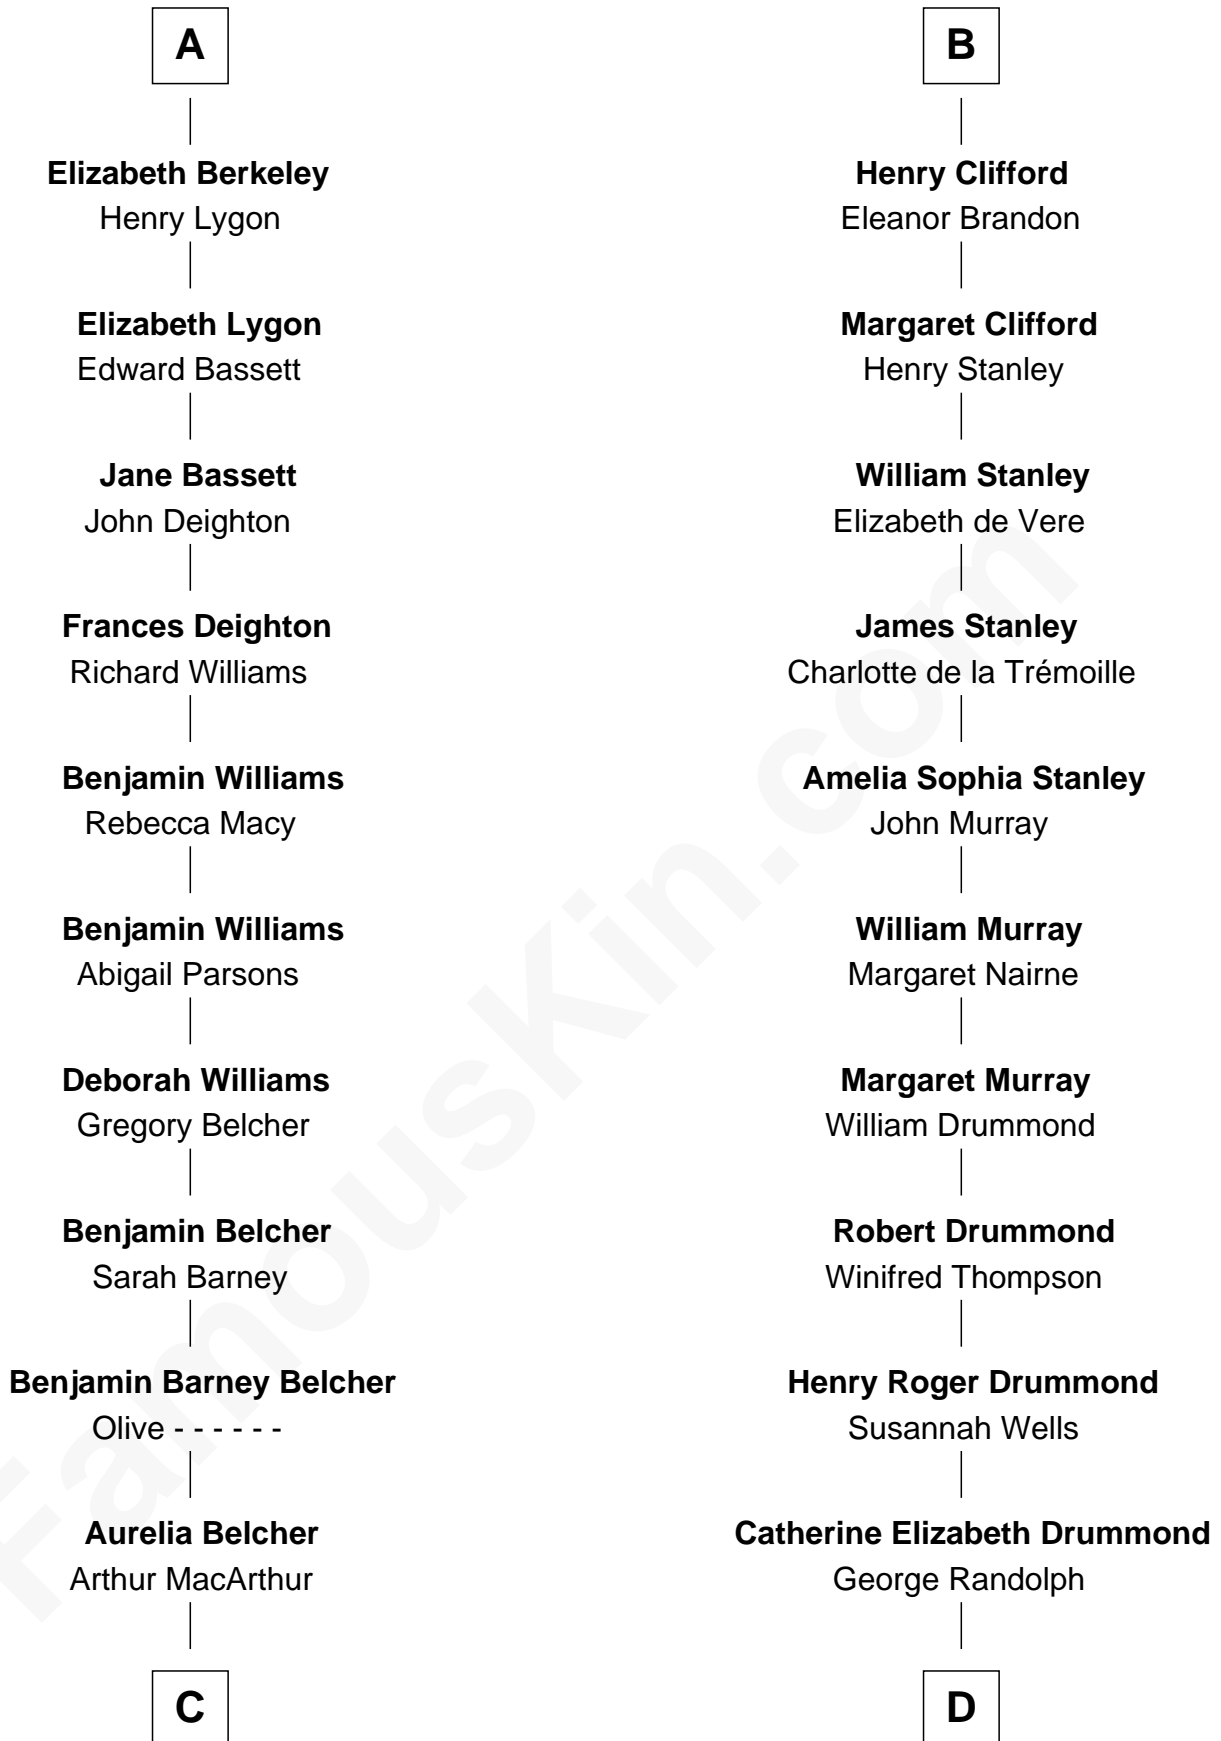 A
Elizabeth Berkeley
Henry Lygon
Elizabeth Lygon
Edward Bassett
Jane Bassett
John Deighton
Frances Deighton
Richard Williams
Benjamin Williams
Rebecca Macy
Benjamin Williams
Abigail Parsons
Deborah Williams
Gregory Belcher
Benjamin Belcher
Sarah Barney
Benjamin Barney Belcher
Olive - - - - - -
Aurelia Belcher
Arthur MacArthur
C
B
Henry Clifford
Eleanor Brandon
Margaret Clifford
Henry Stanley
William Stanley
Elizabeth de Vere
James Stanley
Charlotte de la Trémoille
Amelia Sophia Stanley
John Murray
William Murray
Margaret Nairne
Margaret Murray
William Drummond
Robert Drummond
Winifred Thompson
Henry Roger Drummond
Susannah Wells
Catherine Elizabeth Drummond
George Randolph
D
FamousKin.com